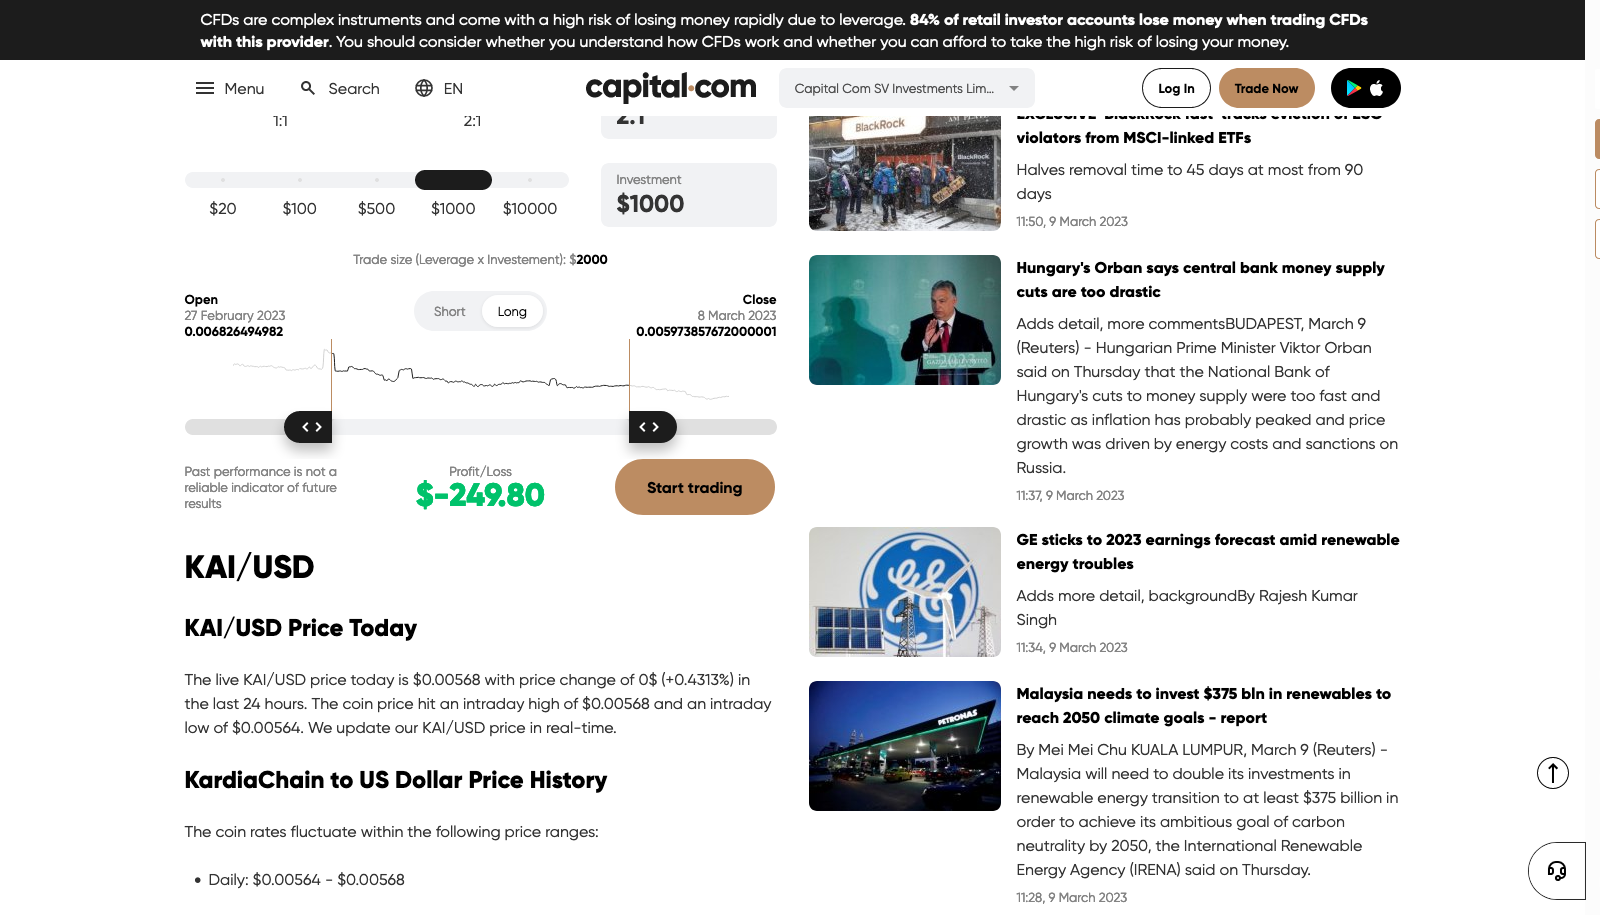 CFDs are complex instruments and come with a high risk of losing money rapidly due to leverage. 84% of retail investor accounts lose money when trading CFDs
with this provider. You should consider whether you understand how CFDs work and whether you can afford to take the high risk of losing your money.
Menu
Search
EN
capital.com
Capital Com SV Investments Lim...
Log In
Trade Now
1:1
2:1
2:1
$20
$100
$500
$1000
$10000
Investment
$1000
Trade size (Leverage x Investement): $2000
Open
27 February 2023
0.006826494982
Short
Long
Close
8 March 2023
0.005973857672000001
Past performance is not a
reliable indicator of future
results
Profit/Loss
$-249.80
Start trading
KAI/USD
KAI/USD Price Today
The live KAI/USD price today is $0.00568 with price change of 0$ (+0.4313%) in
the last 24 hours. The coin price hit an intraday high of $0.00568 and an intraday
low of $0.00564. We update our KAI/USD price in real-time.
KardiaChain to US Dollar Price History
The coin rates fluctuate within the following price ranges:
Daily: $0.00564 - $0.00568
BlackRock
BlackRock
EXCLUSIVE-BlackRock fast-tracks eviction of ESG
violators from MSCI-linked ETFs
Halves removal time to 45 days at most from 90
days
11:50, 9 March 2023
2023
Hungary's Orban says central bank money supply
cuts are too drastic
Adds detail, more commentsBUDAPEST, March 9
(Reuters) - Hungarian Prime Minister Viktor Orban
said on Thursday that the National Bank of
Hungary's cuts to money supply were too fast and
drastic as inflation has probably peaked and price
growth was driven by energy costs and sanctions on
Russia.
11:37, 9 March 2023
GE sticks to 2023 earnings forecast amid renewable
energy troubles
Adds more detail, backgroundBy Rajesh Kumar
Singh
11:34, 9 March 2023
PETRONAS
Malaysia needs to invest $375 bln in renewables to
reach 2050 climate goals - report
By Mei Mei Chu KUALA LUMPUR, March 9 (Reuters) -
Malaysia will need to double its investments in
renewable energy transition to at least $375 billion in
order to achieve its ambitious goal of carbon
neutrality by 2050, the International Renewable
Energy Agency (IRENA) said on Thursday.
11:28, 9 March 2023